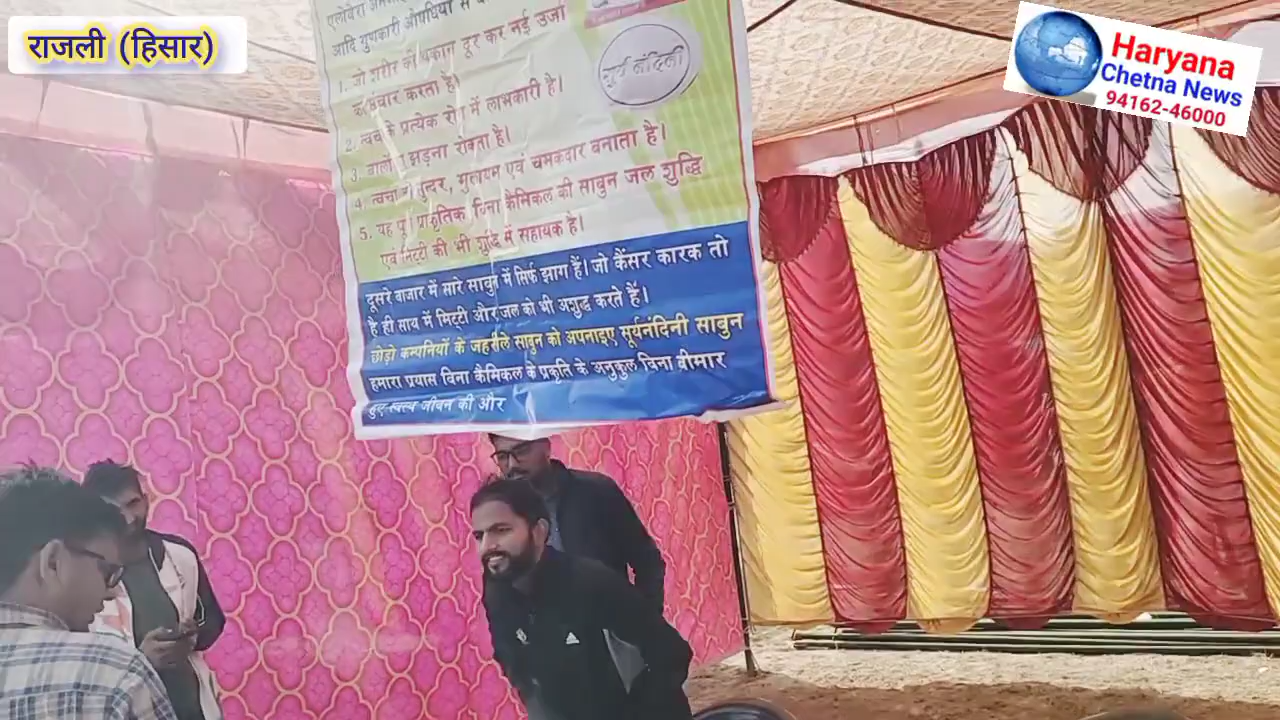 राजली (हिसार)
Haryana
Chetna News
94162-46000
एलोवेरा
आदि गुणकारी औषधियों से
1. जो शरीर की थकान दूर कर नई उर्जा
करता है।
सूर्य नंदिनी
2. त्वचा के प्रत्येक रोग में लाभकारी है।
3. बालों झड़ना रोकता है।
4. त्वचा को सुन्दर, मुलायम एवं चमकदार बनाता है।
5. यह प्राकृतिक बिना कैमिकल की साबुन जल शुद्धि
एवं मिट्टी की भी शुद्धि में सहायक है।
दूसरे बाजार में सारे साबुन में सिर्फ झाग हैं। जो कैंसर कारक तो
है ही साथ में मिट्टी और जल को भी अशुद्ध करते हैं।
छोड़ो कम्पनियों के जहरीले साबुन को अपनाइए सूर्यनंदिनी साबुन
हमारा प्रयास बिना कैमिकल के प्रकृति के अनुकुल बिना बीमार
हुए स्वस्थ जीवन की और